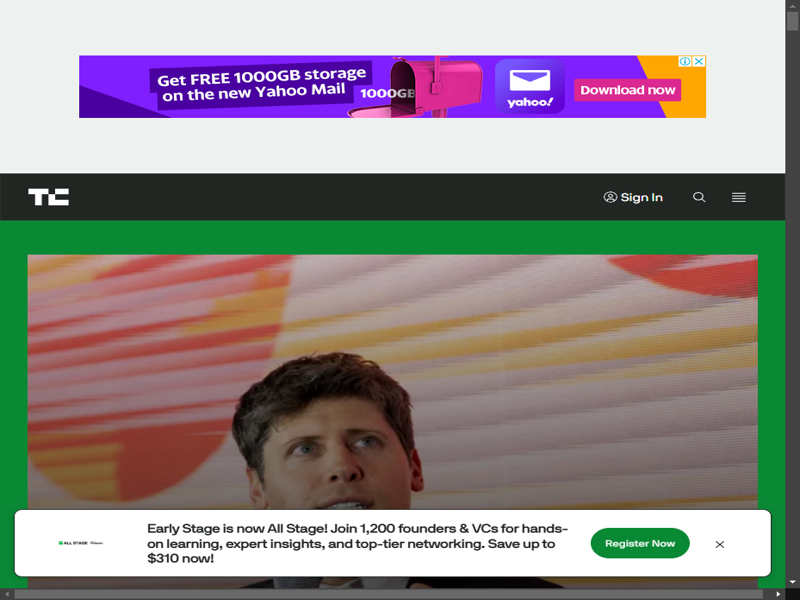 Get FREE 1000GB storage
on the new Yahoo Mail
1000GB
yahoo!
Download now
TC
Sign In
ALL STAGE
Early Stage is now All Stage! Join 1,200 founders & VCs for hands-
on learning, expert insights, and top-tier networking. Save up to
$310 now!
Register Now